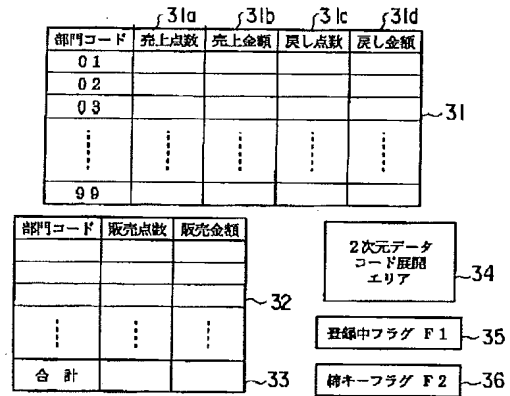 31a 31b 31c 31d
部門コード 売上点数 売上金額 戻し点数 戻し金額
01
02
03
31
99
部門コード 販売点数 販売金額
32
合計
33
2次元データ
コード展開
エリア
34
登録中フラグ F1
35
締キーフラグ F2
36